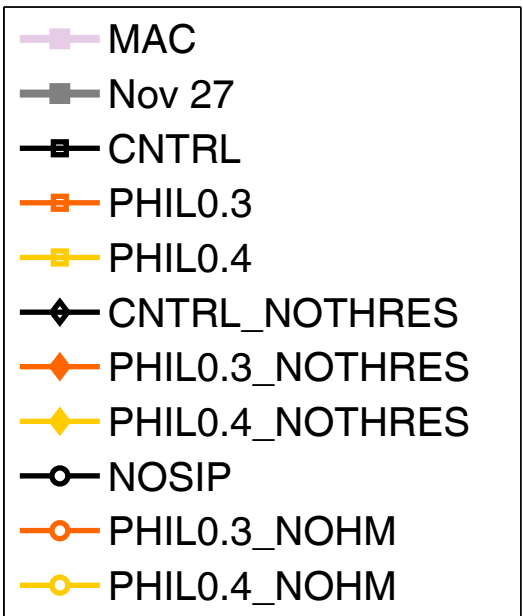 MAC
Nov 27
CNTRL
PHIL0.3
PHIL0.4
CNTRL_NOTHRES
PHIL0.3_NOTHRES
PHIL0.4_NOTHRES
NOSIP
PHIL0.3_NOHM
PHIL0.4_NOHM